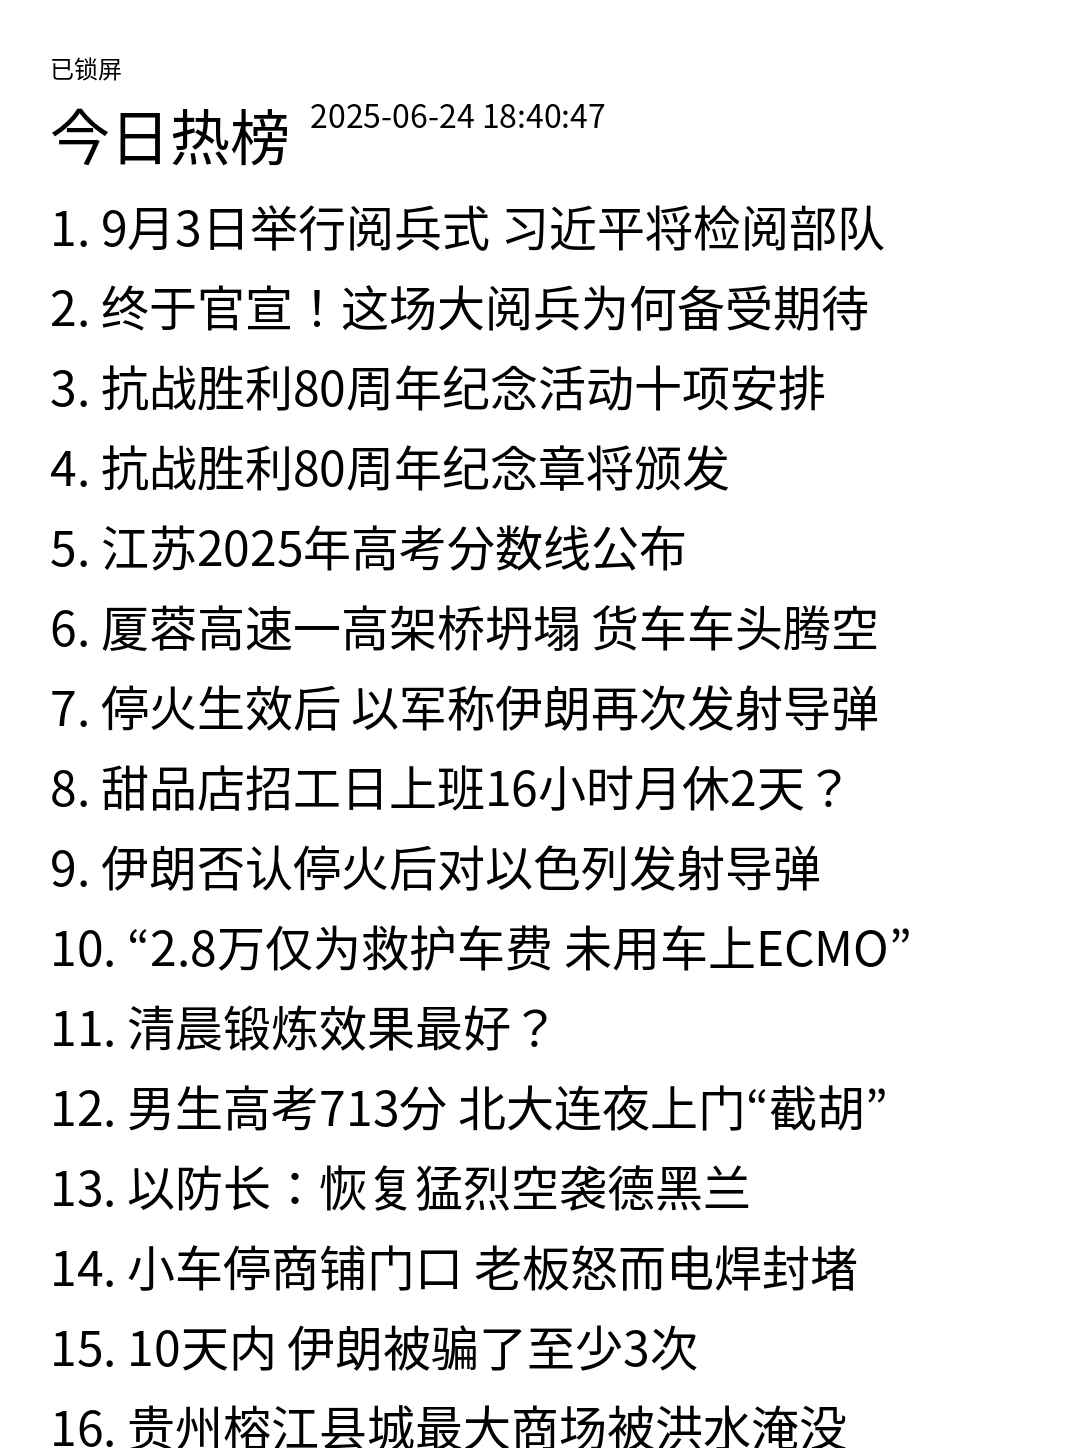 已锁屏
今日热榜 2025-06-24 18:40:47
1. 9月3日举行阅兵式 习近平将检阅部队
2. 终于官宣！这场大阅兵为何备受期待
3. 抗战胜利80周年纪念活动十项安排
4. 抗战胜利80周年纪念章将颁发
5. 江苏2025年高考分数线公布
6. 厦蓉高速一高架桥坍塌 货车车头腾空
7. 停火生效后 以军称伊朗再次发射导弹
8. 甜品店招工日上班16小时月休2天？
9. 伊朗否认停火后对以色列发射导弹
10. “2.8万仅为救护车费 未用车上ECMO”
11. 清晨锻炼效果最好？
12. 男生高考713分 北大连夜上门“截胡”
13. 以防长：恢复猛烈空袭德黑兰
14. 小车停商铺门口 老板怒而电焊封堵
15. 10天内 伊朗被骗了至少3次
16. 贵州榕江县城最大商场被洪水淹没